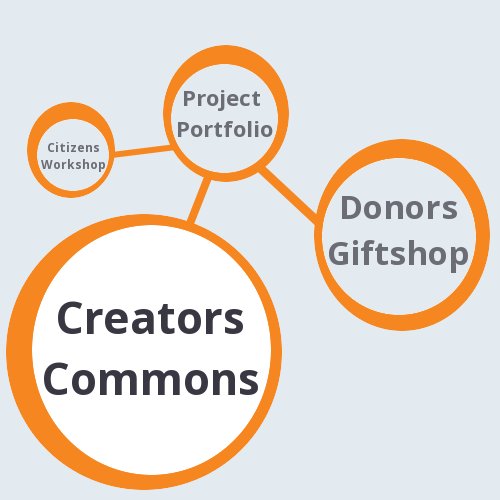 Project
Portfolio
Citizens
Workshop
Donors
Giftshop
Creators
Commons